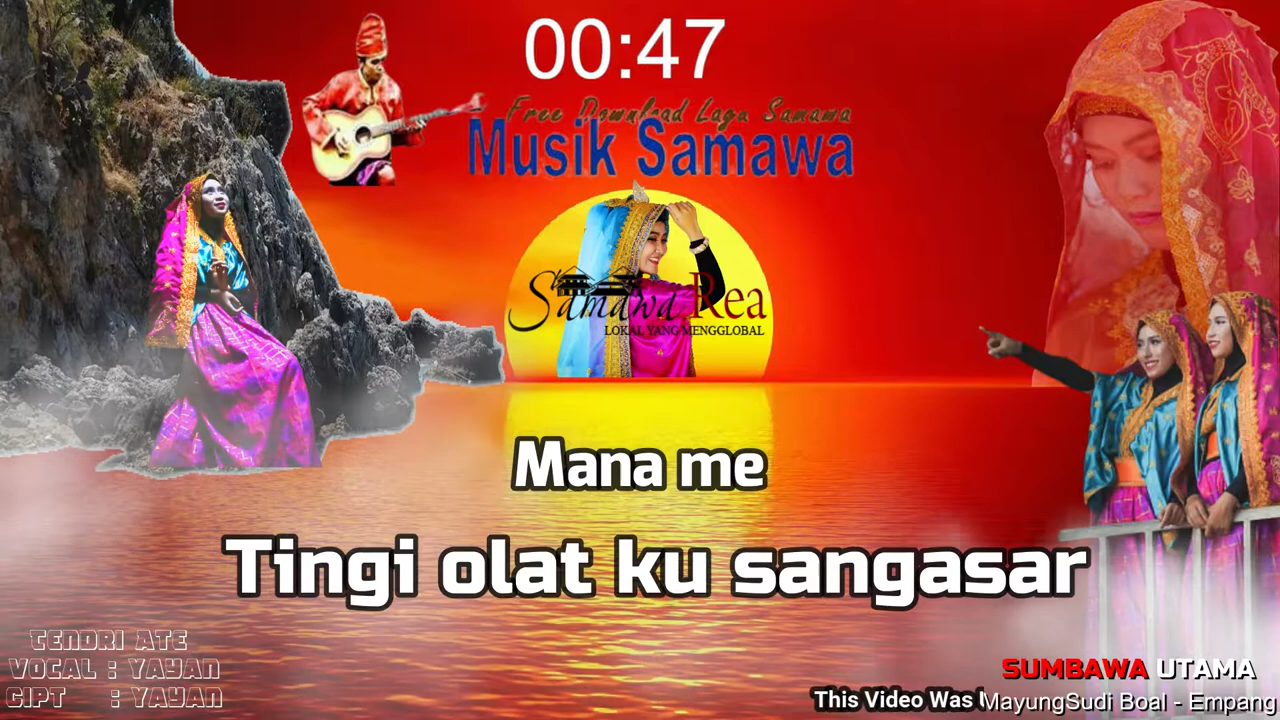 00:47
Free Download Lagu Samawa
Musik Samawa
Samawa Rea
LOKAL YANG MENGGLOBAL
Mana me
Tingi olat ku sangasar
TENDRI ATE
VOCAL : YAYAN
CIPT : YAYAN
SUMBAWA UTAMA
This Video Was
MayungSudi Boal - Empang